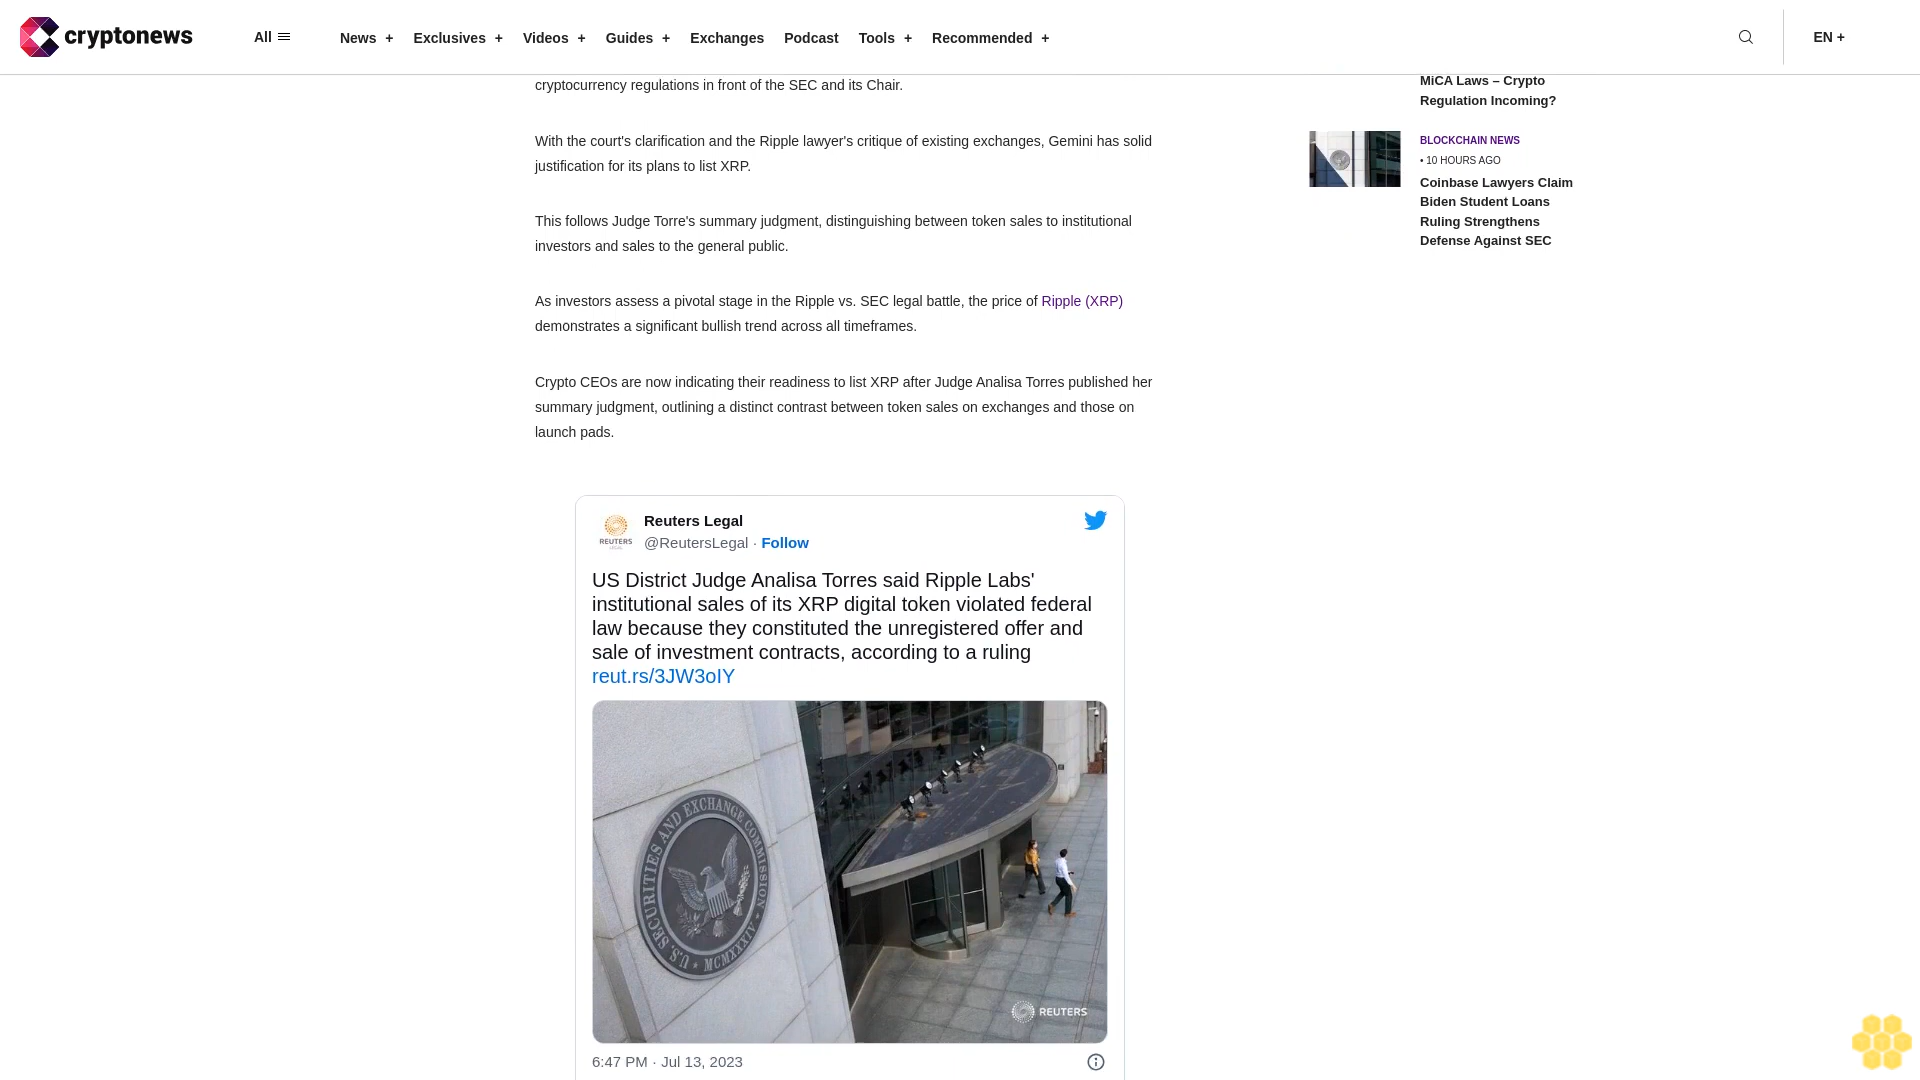 cryptonews
All
News +
Exclusives +
Videos +
Guides +
Exchanges
Podcast
Tools +
Recommended +
EN +
cryptocurrency regulations in front of the SEC and its Chair.
With the court's clarification and the Ripple lawyer's critique of existing exchanges, Gemini has solid
justification for its plans to list XRP.
This follows Judge Torre's summary judgment, distinguishing between token sales to institutional
investors and sales to the general public.
As investors assess a pivotal stage in the Ripple vs. SEC legal battle, the price of Ripple (XRP)
demonstrates a significant bullish trend across all timeframes.
Crypto CEOs are now indicating their readiness to list XRP after Judge Analisa Torres published her
summary judgment, outlining a distinct contrast between token sales on exchanges and those on
launch pads.
REUTERS
LEGAL
Reuters Legal
@ReutersLegal · Follow
US District Judge Analisa Torres said Ripple Labs'
institutional sales of its XRP digital token violated federal
law because they constituted the unregistered offer and
sale of investment contracts, according to a ruling
reut.rs/3JW3oIY
U.S. SECURITIES AND EXCHANGE COMMISSION
MCMXXXIV
REUTERS
6:47 PM · Jul 13, 2023
MiCA Laws – Crypto
Regulation Incoming?
BLOCKCHAIN NEWS
• 10 HOURS AGO
Coinbase Lawyers Claim
Biden Student Loans
Ruling Strengthens
Defense Against SEC